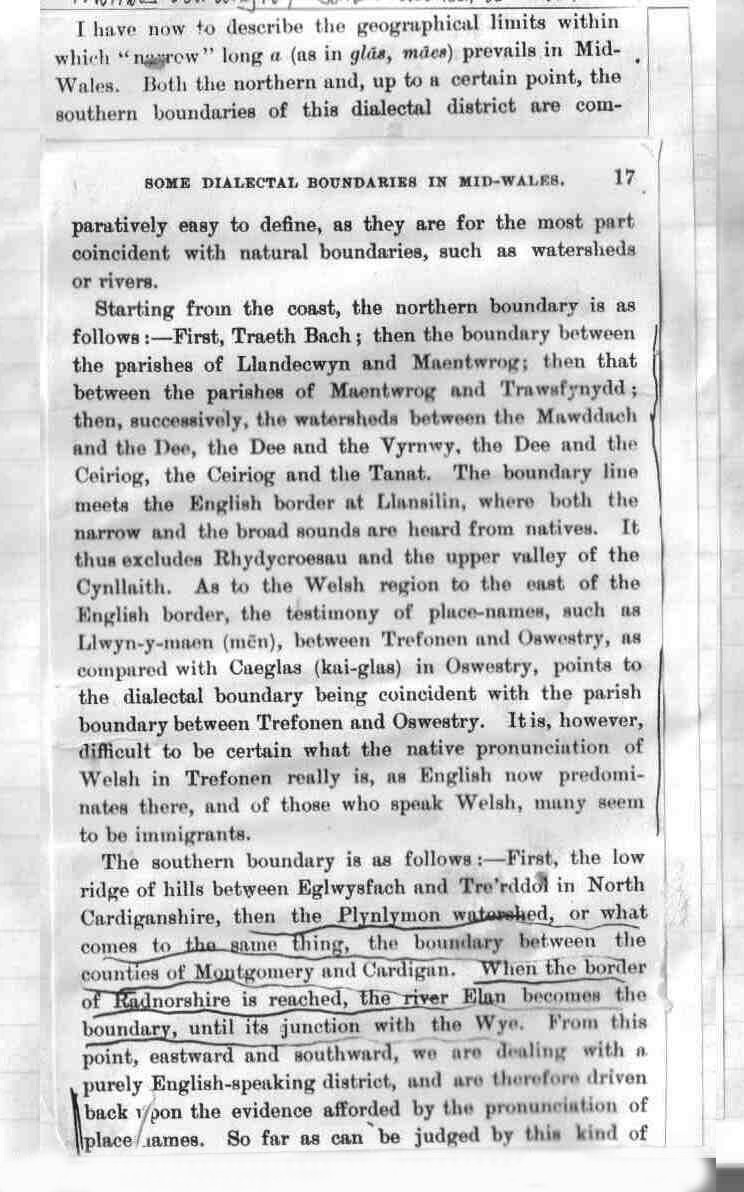 I have now to describe the geographical limits within
which “narrow” long a (as in glâs, mâes) prevails in Mid-
Wales. Both the northern and, up to a certain point, the
southern boundaries of this dialectal district are com-
SOME DIALECTAL BOUNDARIES IN MID-WALES. 17
paratively easy to define, as they are for the most part
coincident with natural boundaries, such as watersheds
or rivers.
Starting from the coast, the northern boundary is as
follows:—First, Traeth Bach; then the boundary between
the parishes of Llandecwyn and Maentwrog; then that
between the parishes of Maentwrog and Trawsfynydd;
then, successively, the watersheds between the Mawddach
and the Dee, the Dee and the Vyrnwy, the Dee and the
Ceiriog, the Ceiriog and the Tanat. The boundary line
meets the English border at Llansilin, where both the
narrow and the broad sounds are heard from natives. It
thus excludes Rhydycroesau and the upper valley of the
Cynllaith. As to the Welsh region to the east of the
English border, the testimony of place-names, such as
Llwyn-y-maen (mēn), between Trefonen and Oswestry, as
compared with Caeglas (kai-glas) in Oswestry, points to
the dialectal boundary being coincident with the parish
boundary between Trefonen and Oswestry. It is, however,
difficult to be certain what the native pronunciation of
Welsh in Trefonen really is, as English now predomi-
nates there, and of those who speak Welsh, many seem
to be immigrants.
The southern boundary is as follows:—First, the low
ridge of hills between Eglwysfach and Tre’rddôl in North
Cardiganshire, then the Plynlymon watershed, or what
comes to the same thing, the boundary between the
counties of Montgomery and Cardigan. When the border
of Radnorshire is reached, the river Elan becomes the
boundary, until its junction with the Wye. From this
point, eastward and southward, we are dealing with a
purely English-speaking district, and are therefore driven
back upon the evidence afforded by the pronunciation of
place names. So far as can be judged by this kind of